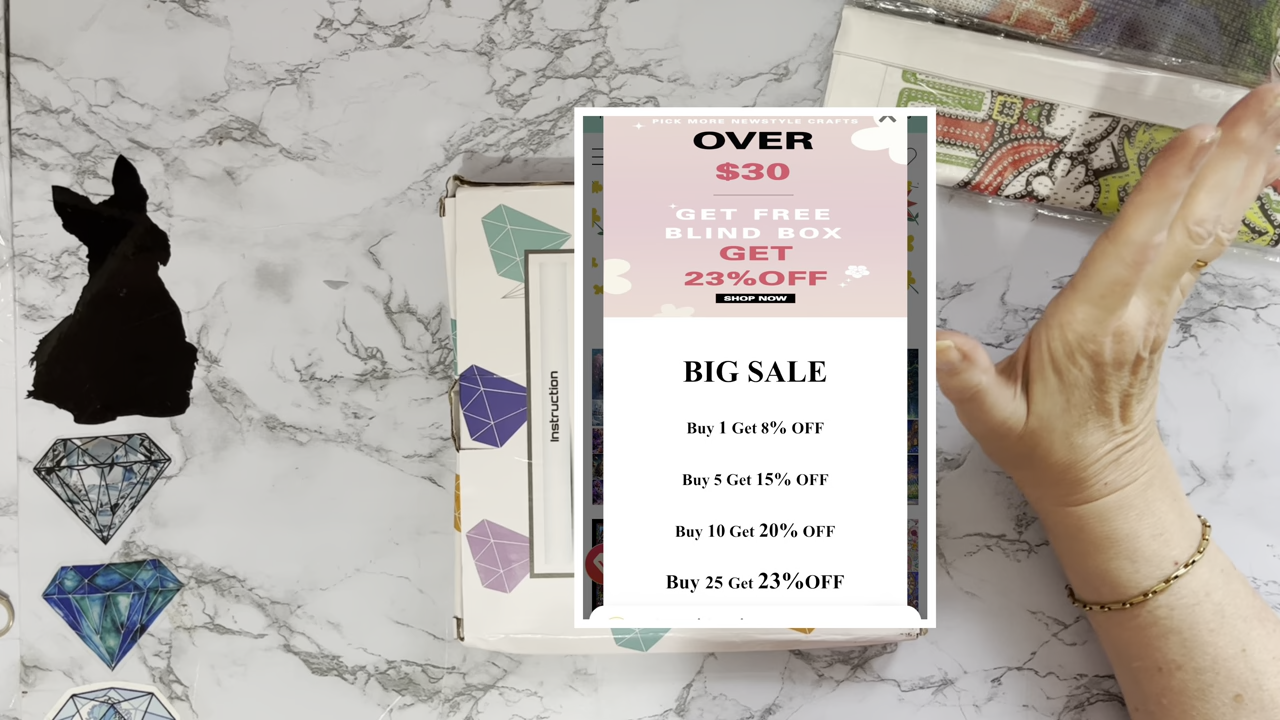 PICK MORE NEWSTYLE CRAFTS
OVER
$30
GET FREE
BLIND BOX
GET
23%OFF
SHOP NOW
BIG SALE
Buy 1 Get 8% OFF
Buy 5 Get 15% OFF
Buy 10 Get 20% OFF
Buy 25 Get 23%OFF
Instruction